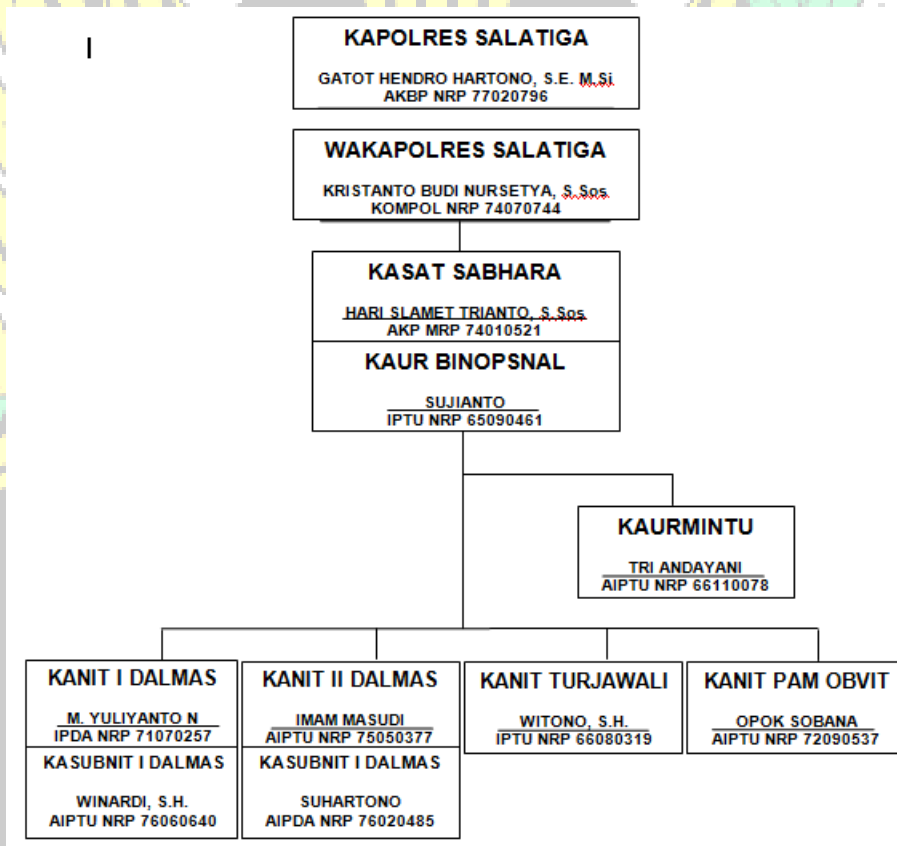 KAPOLRES SALATIGA
GATOT HENDRO HARTONO, S.E. M.Si
AKBP NRP 77020796
WAKAPOLRES SALATIGA
KRISTANTO BUDI NURSETYA, S.Sos
KOMPOL NRP 74070744
KASAT SABHARA
HARI SLAMET TRIANTO, S.Sos
AKP MRP 74010521
KAUR BINOPSNAL
SUJIANTO
IPTU NRP 65090461
KAURMINTU
TRI ANDAYANI
AIPTU NRP 66110078
KANIT I DALMAS
M. YULIYANTO N
IPDA NRP 71070257
KASUBNIT I DALMAS
WINARDI, S.H.
AIPTU NRP 76060640
KANIT II DALMAS
IMAM MASUDI
AIPTU NRP 75050377
KASUBNIT I DALMAS
SUHARTONO
AIPDA NRP 76020485
KANIT TURJAWALI
WITONO, S.H.
IPTU NRP 66080319
KANIT PAM OBVIT
OPOK SOBANA
AIPTU NRP 72090537